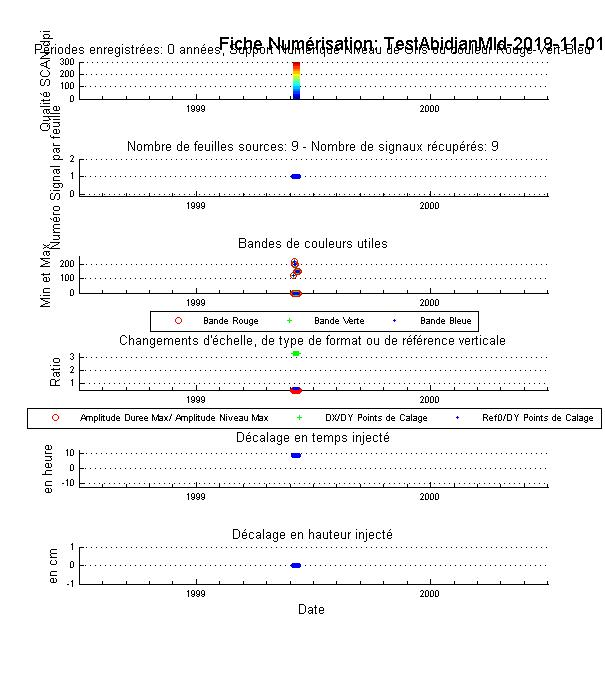 Fiche Numérisation: TestAbidjanMld-2019-11-01
Périodes enregistrées: 0 années, Support Numérique Niveau de Gris ou couleur Rouge-Vert-Bleu
Qualité SCAN dpi
300
200
100
0
1999
2000
Nombre de feuilles sources: 9 - Nombre de signaux récupérés: 9
Numéro Signal par feuille
2
1
0
1999
2000
Bandes de couleurs utiles
Min et Max
200
100
0
1999
2000
Bande Rouge Bande Verte Bande Bleue
Changements d'échelle, de type de format ou de référence verticale
Ratio
3
2
1
1999
2000
Amplitude Duree Max/ Amplitude Niveau Max DX/DY Points de Calage Ref0/DY Points de Calage
Décalage en temps injecté
en heure
10
0
-10
1999
2000
Décalage en hauteur injecté
en cm
1
0
-1
1999
2000
Date